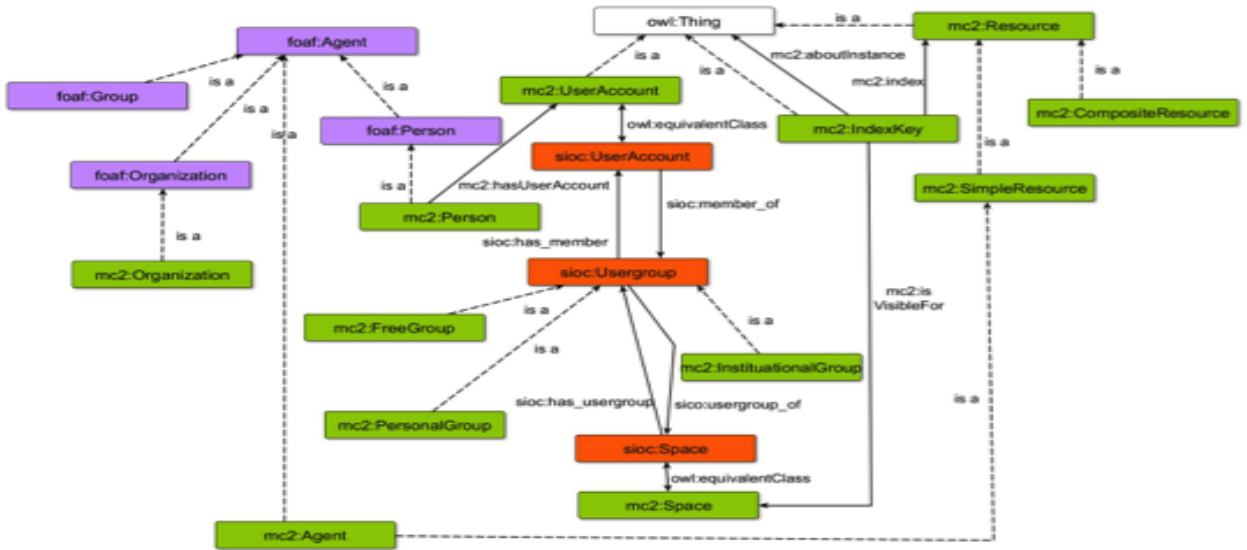 owl:Thing
is a
mc2:Resource
foaf:Agent
mc2:aboutInstance
is a
is a
mc2:index
is a
is a
foaf:Group
mc2:UserAccount
is a
is a
mc2:CompositeResource
owl:equivalentClass
mc2:IndexKey
foaf:Person
is a
is a
sioc:UserAccount
foaf:Organization
is a
mc2:hasUserAccount
mc2:SimpleResource
sioc:member_of
mc2:Person
is a
sioc:has_member
mc2:Organization
sioc:Usergroup
mc2:is
VisibleFor
is a
is a
mc2:FreeGroup
is a
mc2:InstituationalGroup
sioc:has_usergroup
sico:usergroup_of
is a
mc2:PersonalGroup
sioc:Space
owl:equivalentClass
mc2:Space
mc2:Agent